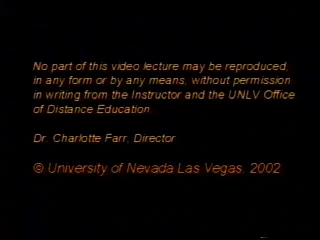 No part of this video lecture may be reproduced,
in any form or by any means, without permission
in writing from the Instructor and the UNLV Office
of Distance Education.
Dr. Charlotte Farr, Director
© University of Nevada Las Vegas, 2002